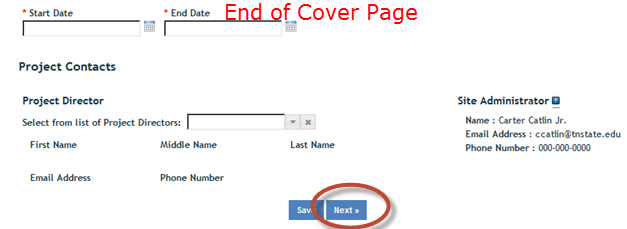 * Start Date * End Date End of Cover Page
Project Contacts
Project Director Site Administrator ?
Select from list of Project Directors: Name : Carter Catlin Jr.
First Name Middle Name Last Name Email Address : ccatlin@tnstate.edu
Phone Number : 000-000-0000
Email Address Phone Number
Save Next »